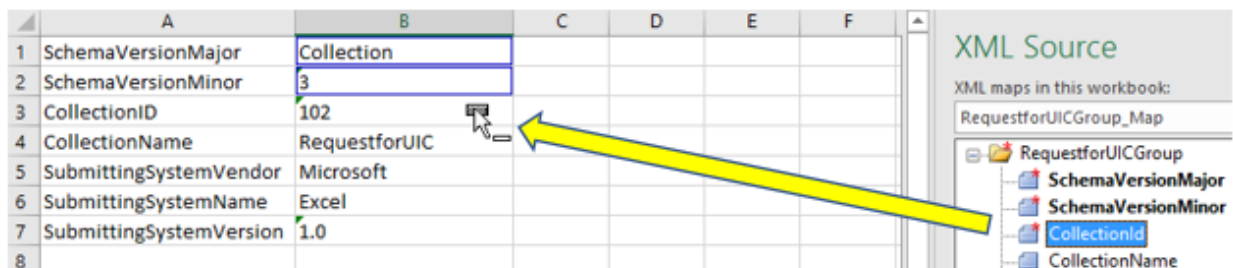 A B C D E F
1 SchemaVersionMajor Collection
2 SchemaVersionMinor 3
3 CollectionID 102
4 CollectionName RequestforUIC
5 SubmittingSystemVendor Microsoft
6 SubmittingSystemName Excel
7 SubmittingSystemVersion 1.0
8
XML Source
XML maps in this workbook:
RequestforUICGroup_Map
RequestforUICGroup
SchemaVersionMajor
SchemaVersionMinor
CollectionId
CollectionName